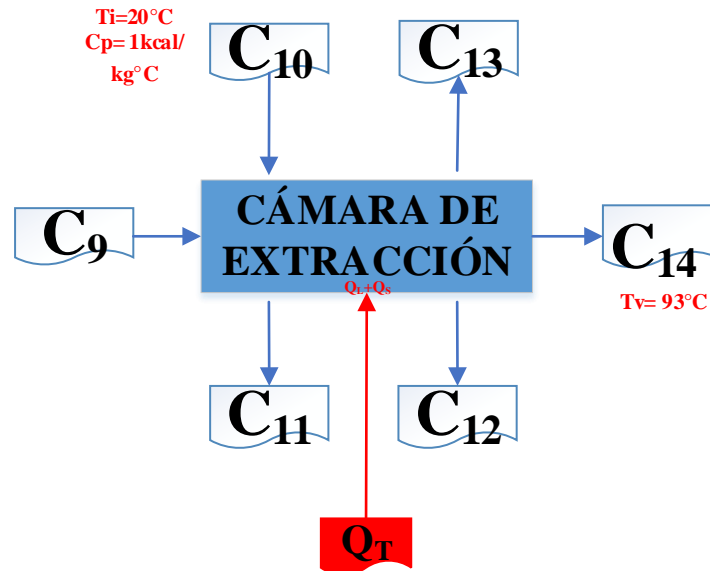 Ti=20°C
Cp= 1kcal/
kg°C
C10
C13
C9
CÁMARA DE
EXTRACCIÓN
QL+QS
C14
Tv= 93°C
C11
C12
QT